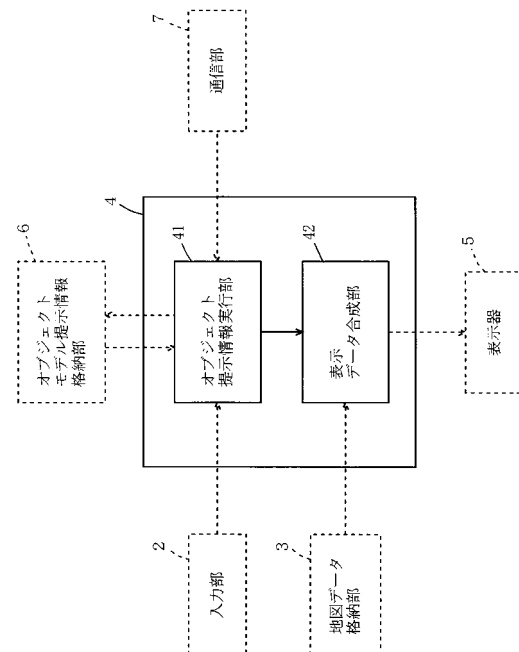 7
通信部
4
6
オブジェクト
モデル提示情報
格納部
41
オブジェクト
提示情報実行部
42
表示
データ合成部
5
表示器
2
入力部
3
地図データ
格納部